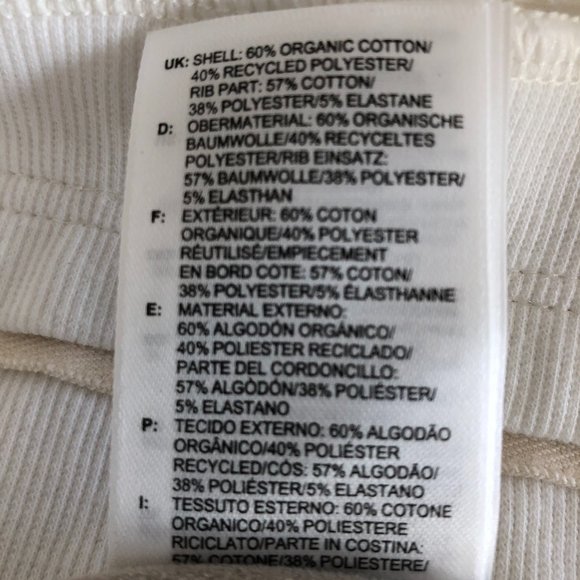 UK: SHELL: 60% ORGANIC COTTON/
40% RECYCLED POLYESTER/
RIB PART: 57% COTTON/
38% POLYESTER/5% ELASTANE
D: OBERMATERIAL: 60% ORGANISCHE
BAUMWOLLE/40% RECYCELTES
POLYESTER/RIB EINSATZ:
57% BAUMWOLLE/38% POLYESTER/
5% ELASTHAN
F: EXTÉRIEUR: 60% COTON
ORGANIQUE/40% POLYESTER
RÉUTILISÉ/EMPIECEMENT
EN BORD COTE: 57% COTON/
38% POLYESTER/5% ÉLASTHANNE
E: MATERIAL EXTERNO:
60% ALGODÓN ORGÁNICO/
40% POLIESTER RECICLADO/
PARTE DEL CORDONCILLO:
57% ALGODÓN/38% POLIÉSTER/
5% ELASTANO
P: TECIDO EXTERNO: 60% ALGODÃO
ORGÂNICO/40% POLIÉSTER
RECYCLED/CÓS: 57% ALGODÃO/
38% POLIÉSTER/5% ELASTANO
I: TESSUTO ESTERNO: 60% COTONE
ORGANICO/40% POLIESTERE
RICICLATO/PARTE IN COSTINA:
57% COTONE/38% POLIESTERE/